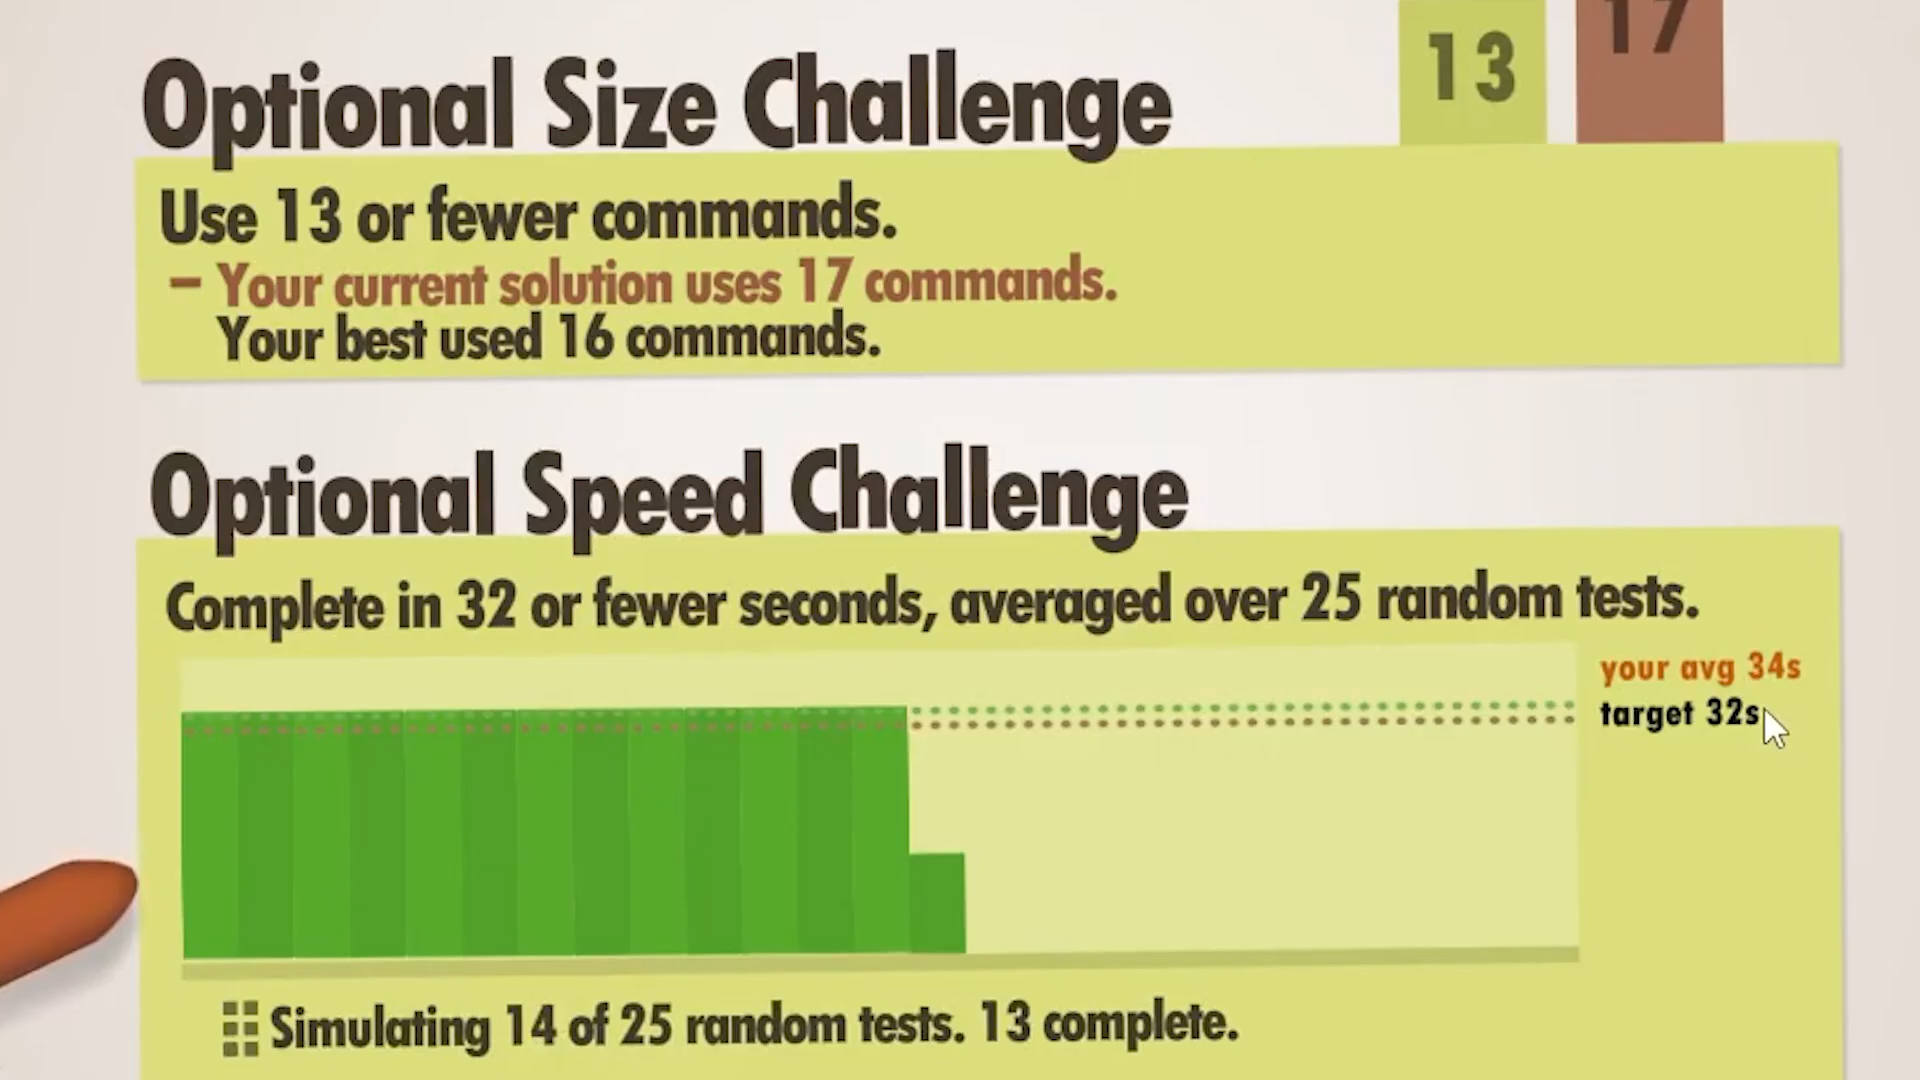 13
17
Optional Size Challenge
Use 13 or fewer commands.
– Your current solution uses 17 commands.
Your best used 16 commands.
Optional Speed Challenge
Complete in 32 or fewer seconds, averaged over 25 random tests.
your avg 34s
target 32s
Simulating 14 of 25 random tests. 13 complete.